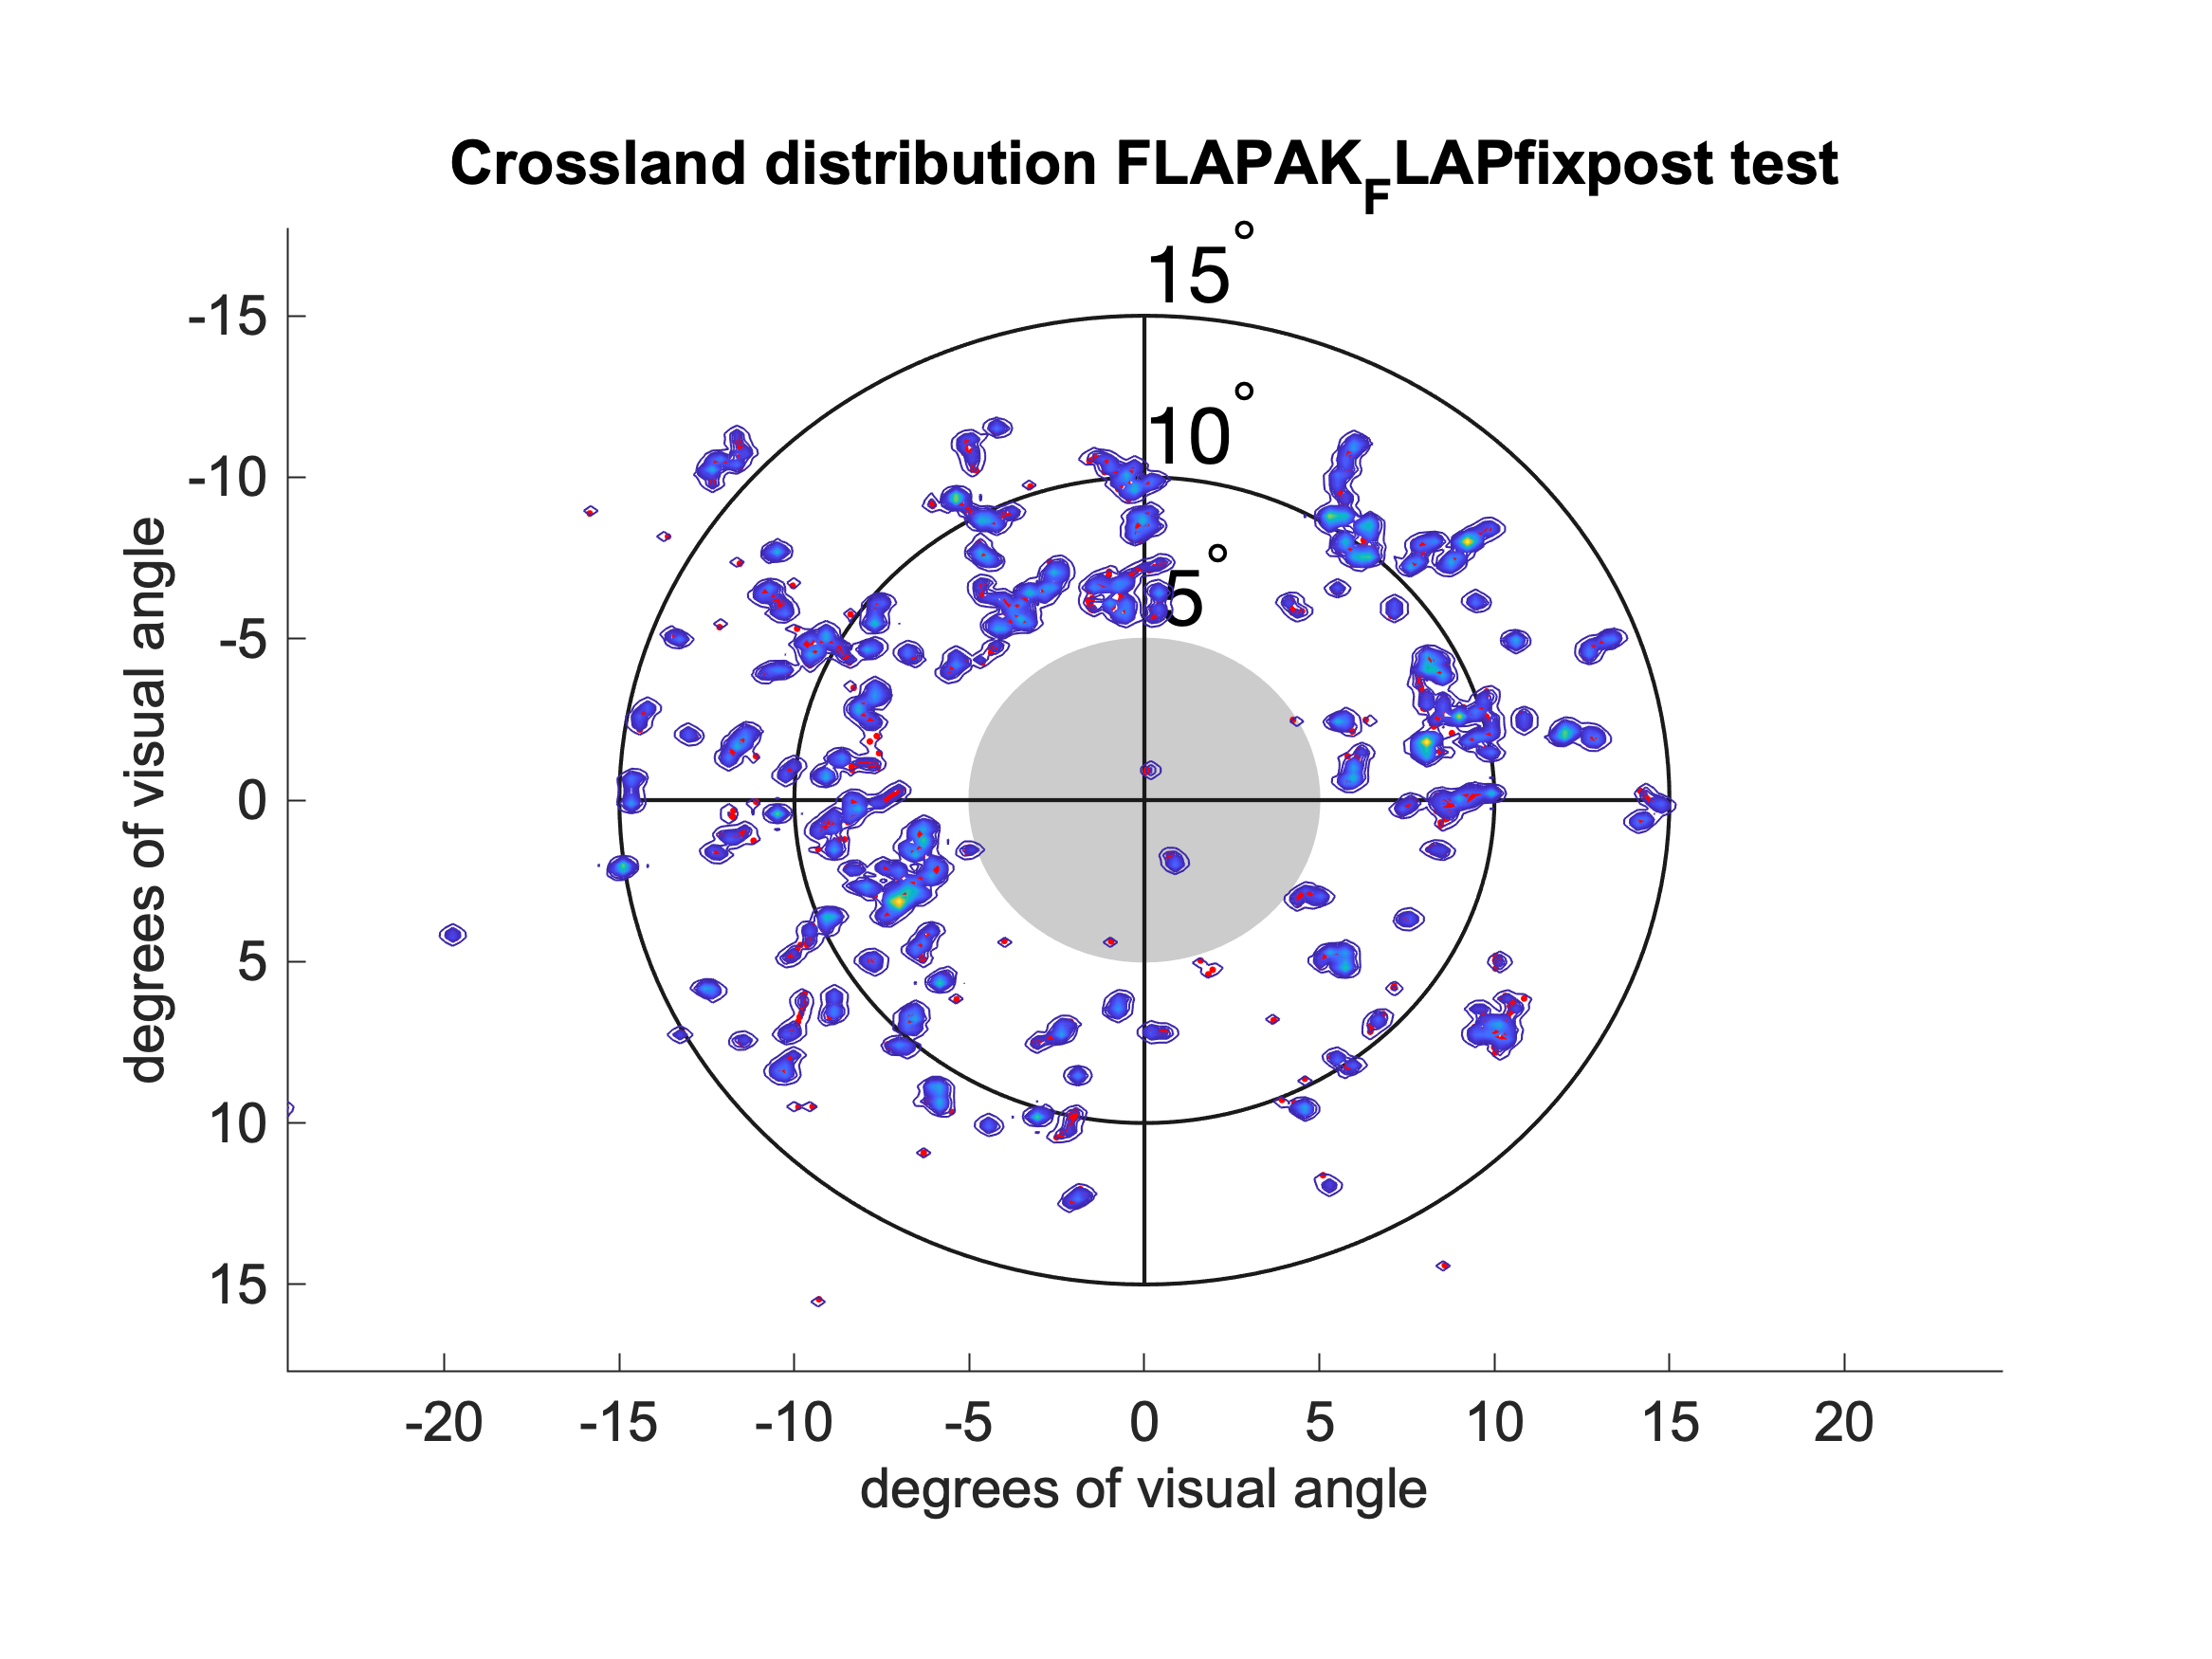 Crossland distribution FLAPAK_FLAPfixpost test
15°
10°
5°
-15
-10
-5
0
5
10
15
degrees of visual angle
-20 -15 -10 -5 0 5 10 15 20
degrees of visual angle